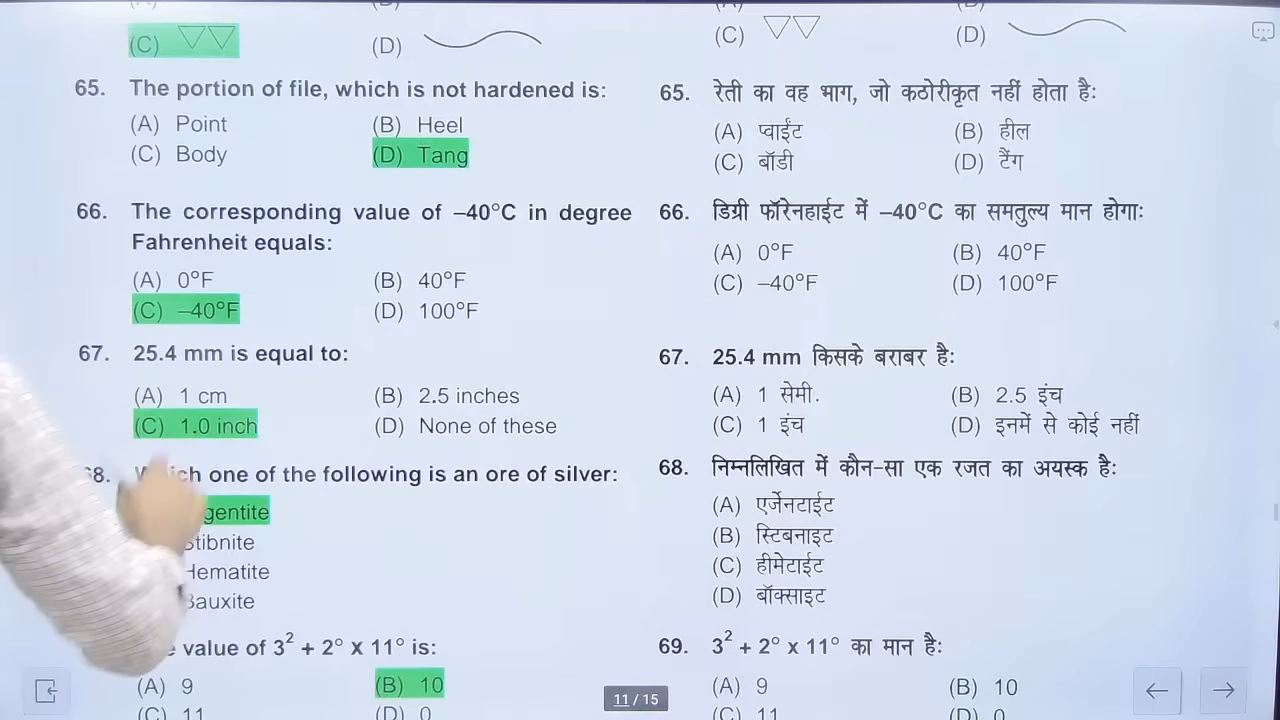 (C)
(D)
65. The portion of file, which is not hardened is:
(A) Point
(B) Heel
(C) Body
(D) Tang
66. The corresponding value of –40°C in degree
Fahrenheit equals:
(A) 0°F
(B) 40°F
(C) –40°F
(D) 100°F
67. 25.4 mm is equal to:
(A) 1 cm
(B) 2.5 inches
(C) 1.0 inch
(D) None of these
one of the following is an ore of silver:
Hematite
Bauxite
value of 3² + 2° x 11° is:
(A) 9
(B) 10
(C) 11
(D) 0
(C)
(D)
65. रेती का वह भाग, जो कठोरीकृत नहीं होता है:
(A) प्वाईंट
(B) हील
(C) बॉडी
(D) टैंग
66. डिग्री फॉरेनहाईट में –40°C का समतुल्य मान होगा:
(A) 0°F
(B) 40°F
(C) –40°F
(D) 100°F
67. 25.4 mm किसके बराबर है:
(A) 1 सेमी.
(B) 2.5 इंच
(C) 1 इंच
(D) इनमें से कोई नहीं
68. निम्नलिखित में कौन-सा एक रजत का अयस्क है:
(A) एर्जेनटाईट
(B) स्टिबनाइट
(C) हीमेटाईट
(D) बॉक्साइट
69. 3² + 2° x 11° का मान है:
(A) 9
(B) 10
(C) 11
(D) 0
11 / 15